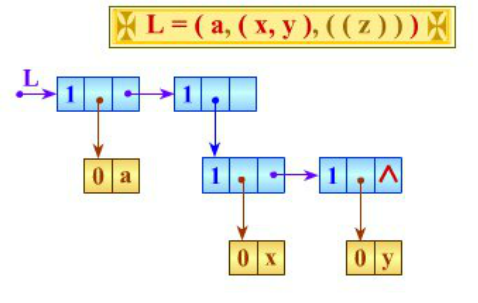 L = ( a, ( x, y ), ( ( z ) ) )
L
1 1
0 a 1 1 ^
0 x 0 y